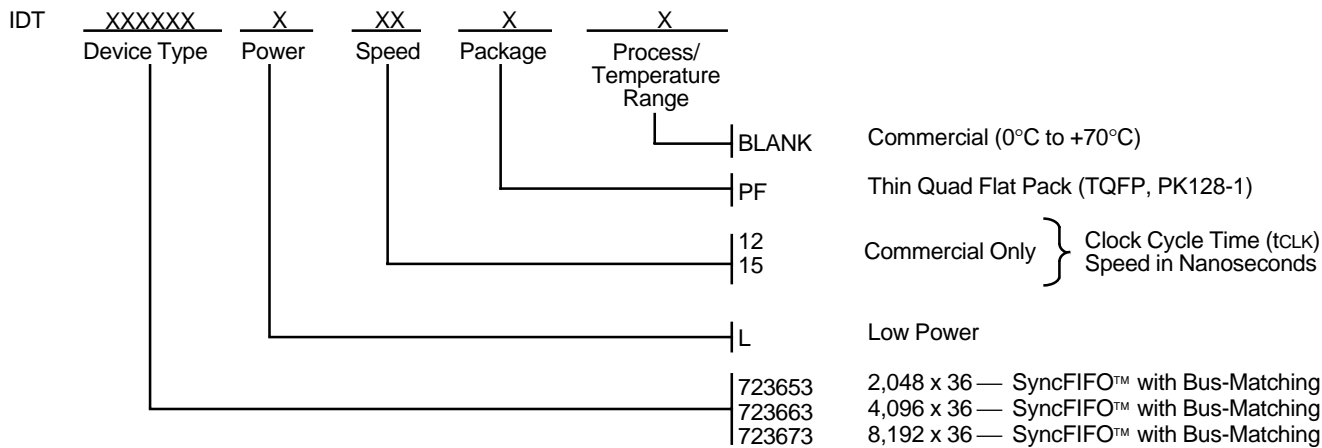 IDT XXXXXX X XX X X
Device Type Power Speed Package Process/
Temperature
Range
BLANK Commercial (0°C to +70°C)
PF Thin Quad Flat Pack (TQFP, PK128-1)
12
15
Commercial Only
Clock Cycle Time (tCLK)
Speed in Nanoseconds
L Low Power
723653 2,048 x 36 — SyncFIFO™ with Bus-Matching
723663 4,096 x 36 — SyncFIFO™ with Bus-Matching
723673 8,192 x 36 — SyncFIFO™ with Bus-Matching